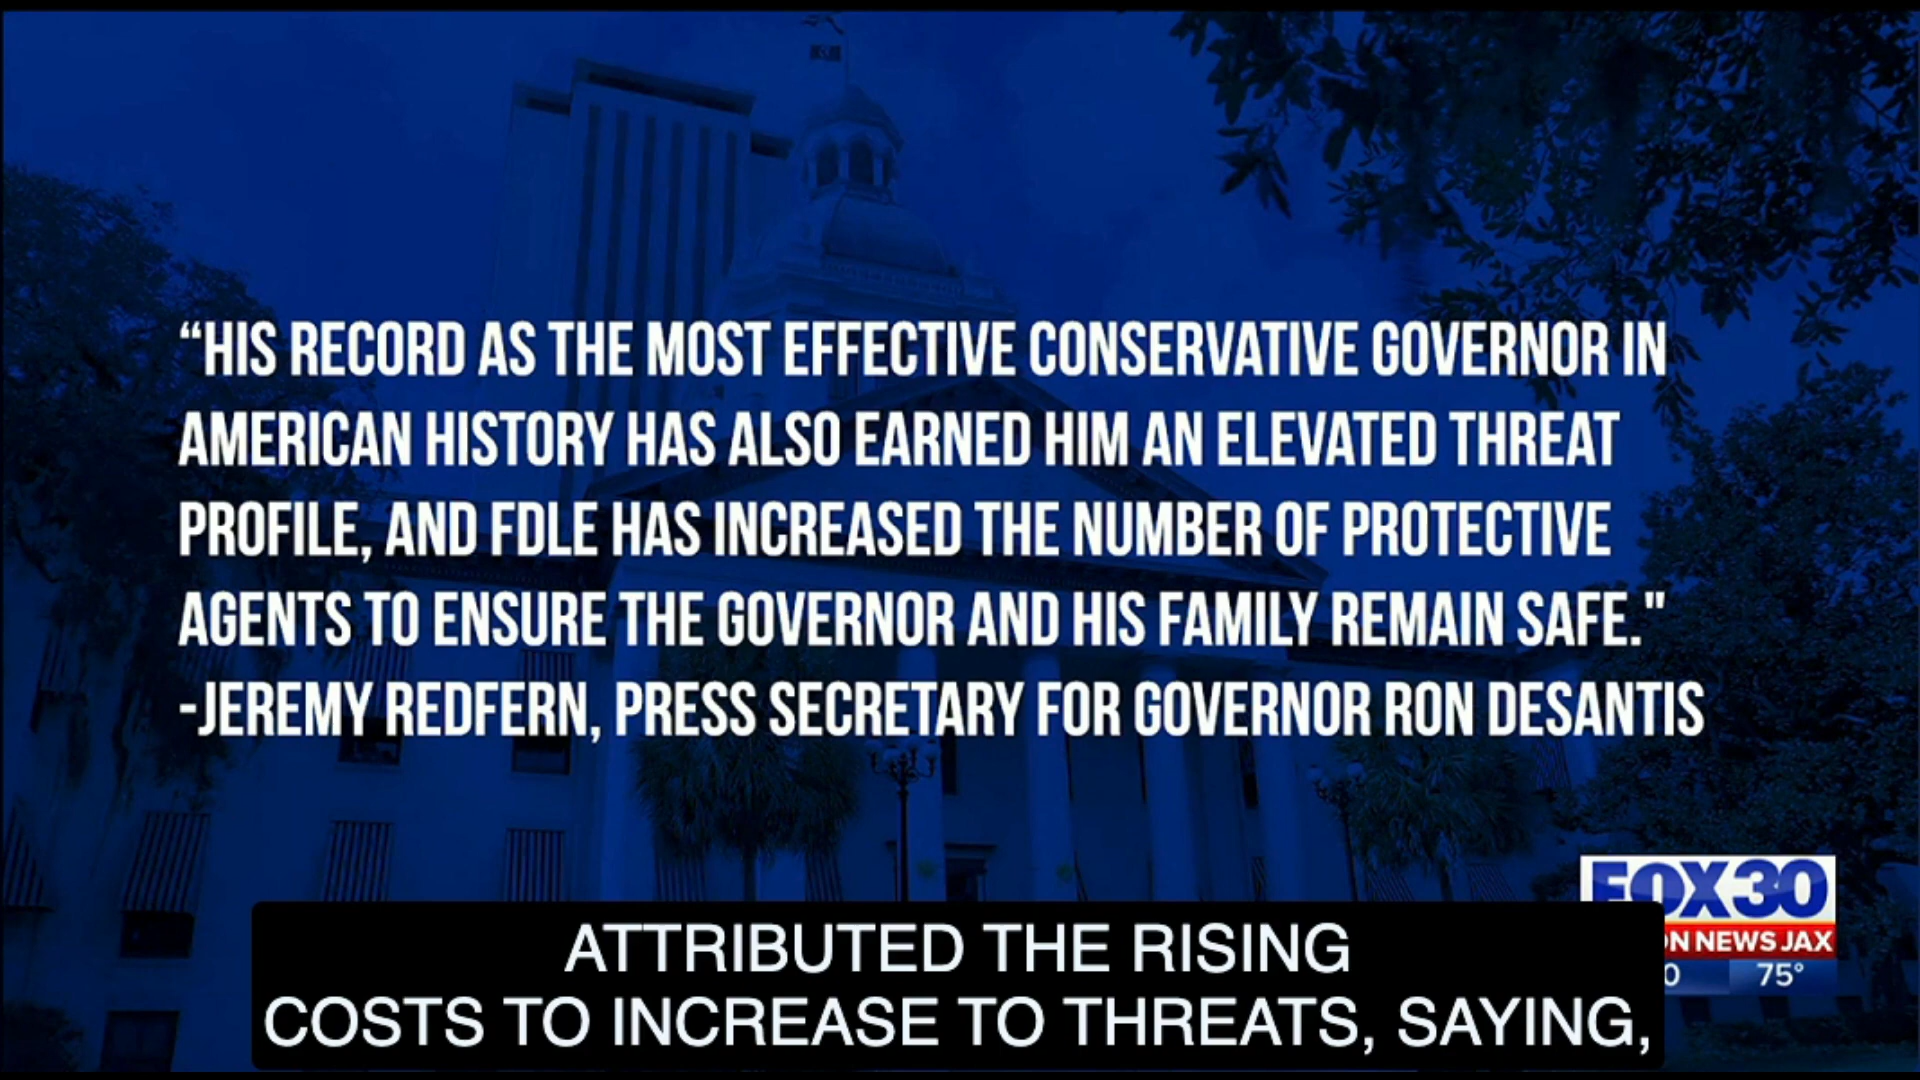 “HIS RECORD AS THE MOST EFFECTIVE CONSERVATIVE GOVERNOR IN
AMERICAN HISTORY HAS ALSO EARNED HIM AN ELEVATED THREAT
PROFILE, AND FDLE HAS INCREASED THE NUMBER OF PROTECTIVE
AGENTS TO ENSURE THE GOVERNOR AND HIS FAMILY REMAIN SAFE."
-JEREMY REDFERN, PRESS SECRETARY FOR GOVERNOR RON DESANTIS
FOX30
NEWS JAX
75°
ATTRIBUTED THE RISING
COSTS TO INCREASE TO THREATS, SAYING,